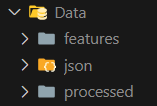 Data
features
json
processed